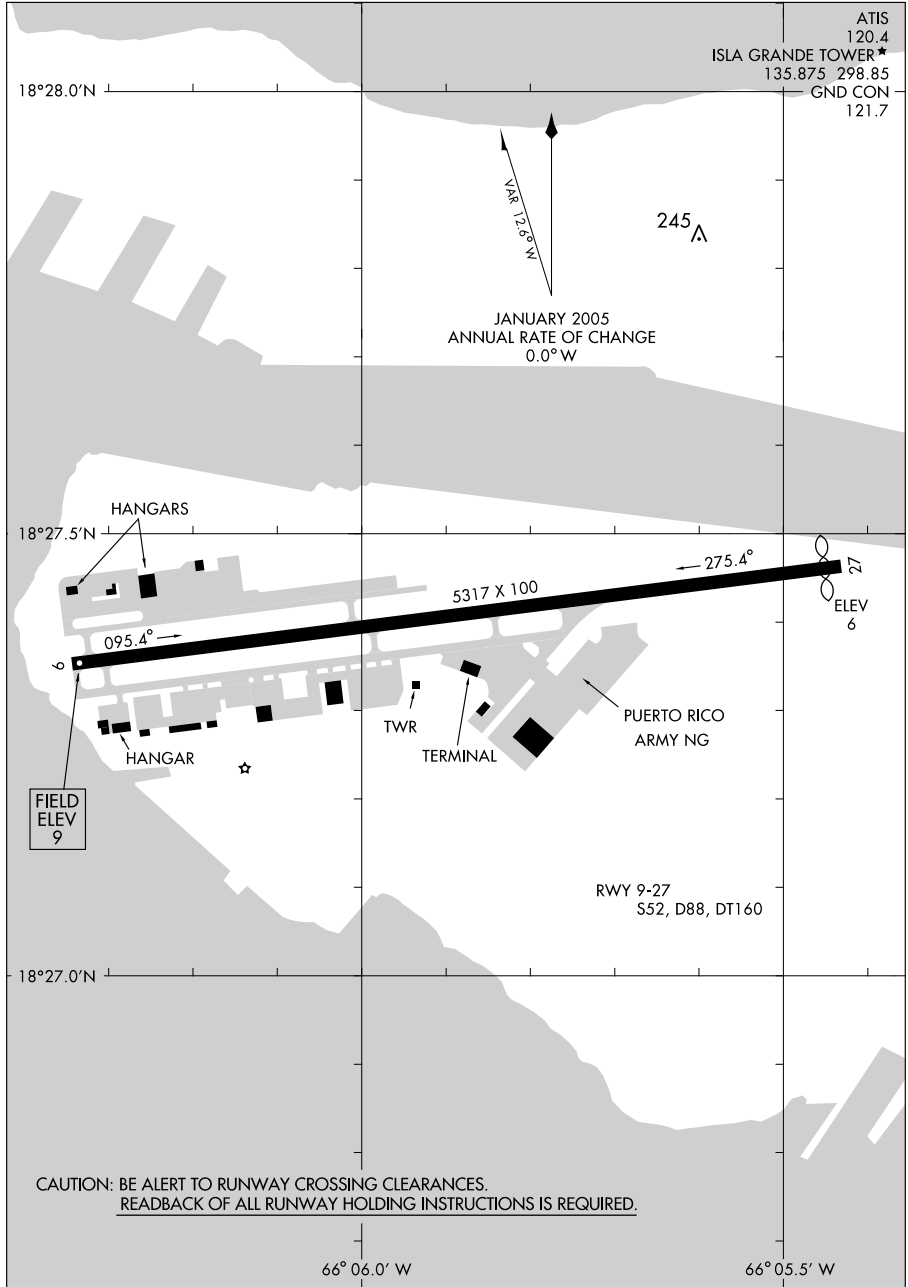 ATIS
120.4
ISLA GRANDE TOWER★
135.875 298.85
GND CON
121.7
18°28.0'N
VAR 12.6° W
245
JANUARY 2005
ANNUAL RATE OF CHANGE
0.0° W
HANGARS
18°27.5'N
275.4°
27
5317 X 100
ELEV
6
095.4°
9
TWR
TERMINAL
PUERTO RICO
ARMY NG
HANGAR
FIELD
ELEV
9
RWY 9-27
S52, D88, DT160
18°27.0'N
CAUTION: BE ALERT TO RUNWAY CROSSING CLEARANCES.
READBACK OF ALL RUNWAY HOLDING INSTRUCTIONS IS REQUIRED.
66° 06.0' W
66° 05.5' W